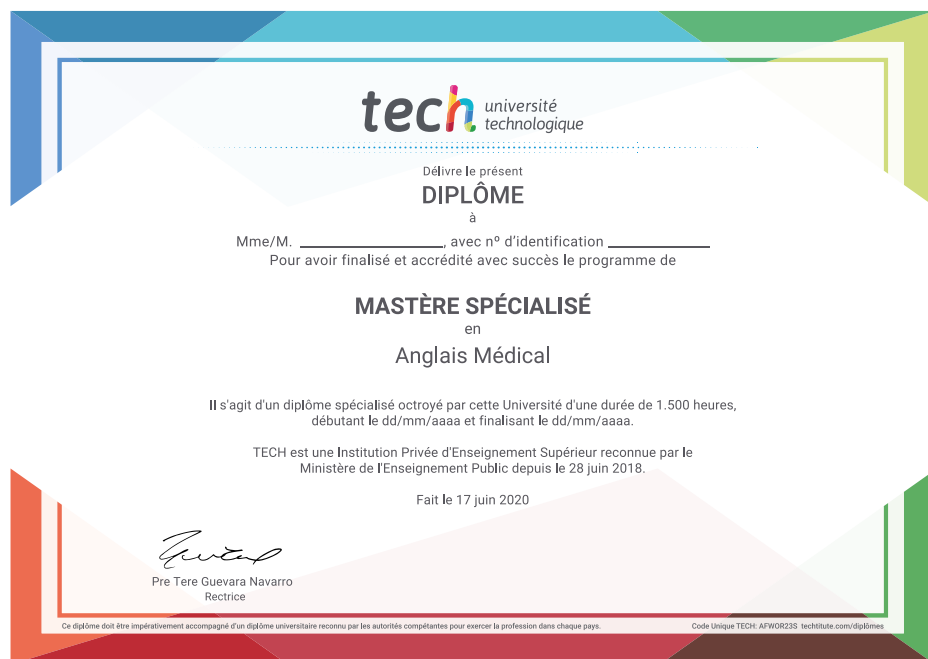 tech université
technologique
Délivre le présent
DIPLÔME
à
Mme/M. ____________________, avec nº d'identification ______________
Pour avoir finalisé et accrédité avec succès le programme de
MASTÈRE SPÉCIALISÉ
en
Anglais Médical
Il s'agit d'un diplôme spécialisé octroyé par cette Université d'une durée de 1.500 heures,
débutant le dd/mm/aaaa et finalisant le dd/mm/aaaa.
TECH est une Institution Privée d'Enseignement Supérieur reconnue par le
Ministère de l'Enseignement Public depuis le 28 juin 2018.
Fait le 17 juin 2020
Pre Tere Guevara Navarro
Rectrice
Ce diplôme doit être impérativement accompagné d'un diplôme universitaire reconnu par les autorités compétentes pour exercer la profession dans chaque pays.
Code Unique TECH: AFWOR23S techtitute.com/diplômes